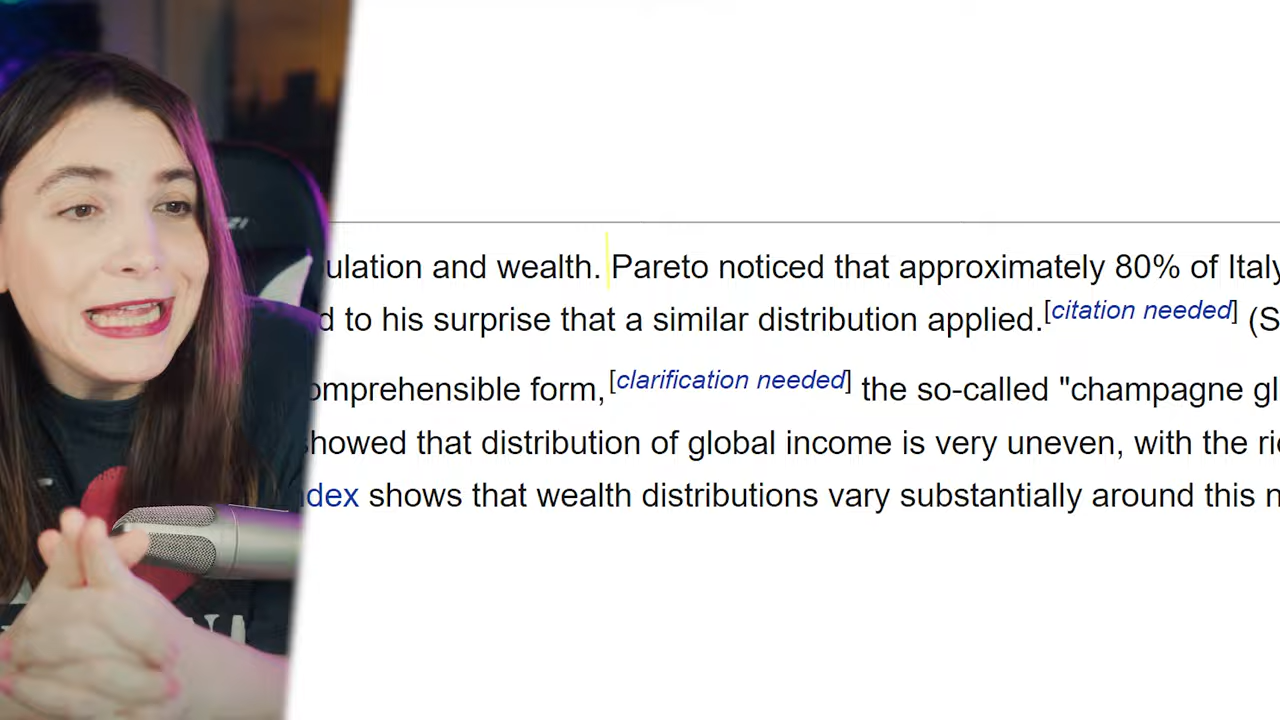 ulation and wealth. Pareto noticed that approximately 80% of Italy
d to his surprise that a similar distribution applied.[citation needed] (S
omprehensible form,[clarification needed] the so-called "champagne gl
showed that distribution of global income is very uneven, with the ric
ndex shows that wealth distributions vary substantially around this n